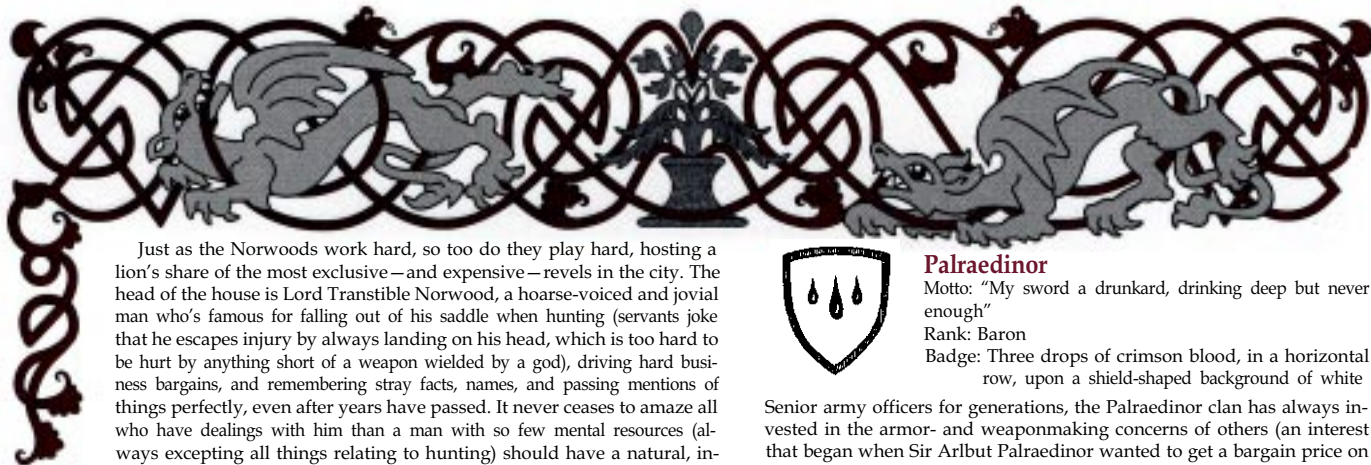 Just as the Norwoods work hard, so too do they play hard, hosting a
lion's share of the most exclusive—and expensive—revels in the city. The
head of the house is Lord Transtible Norwood, a hoarse-voiced and jovial
man who's famous for falling out of his saddle when hunting (servants joke
that he escapes injury by always landing on his head, which is too hard to
be hurt by anything short of a weapon wielded by a god), driving hard busi-
ness bargains, and remembering stray facts, names, and passing mentions of
things perfectly, even after years have passed. It never ceases to amaze all
who have dealings with him than a man with so few mental resources (al-
ways excepting all things relating to hunting) should have a natural, in-
Palraedinor
Motto: “My sword a drunkard, drinking deep but never
enough”
Rank: Baron
Badge: Three drops of crimson blood, in a horizontal
row, upon a shield-shaped background of white
Senior army officers for generations, the Palraedinor clan has always in-
vested in the armor- and weaponmaking concerns of others (an interest
that began when Sir Arlbut Palraedinor wanted to get a bargain price on